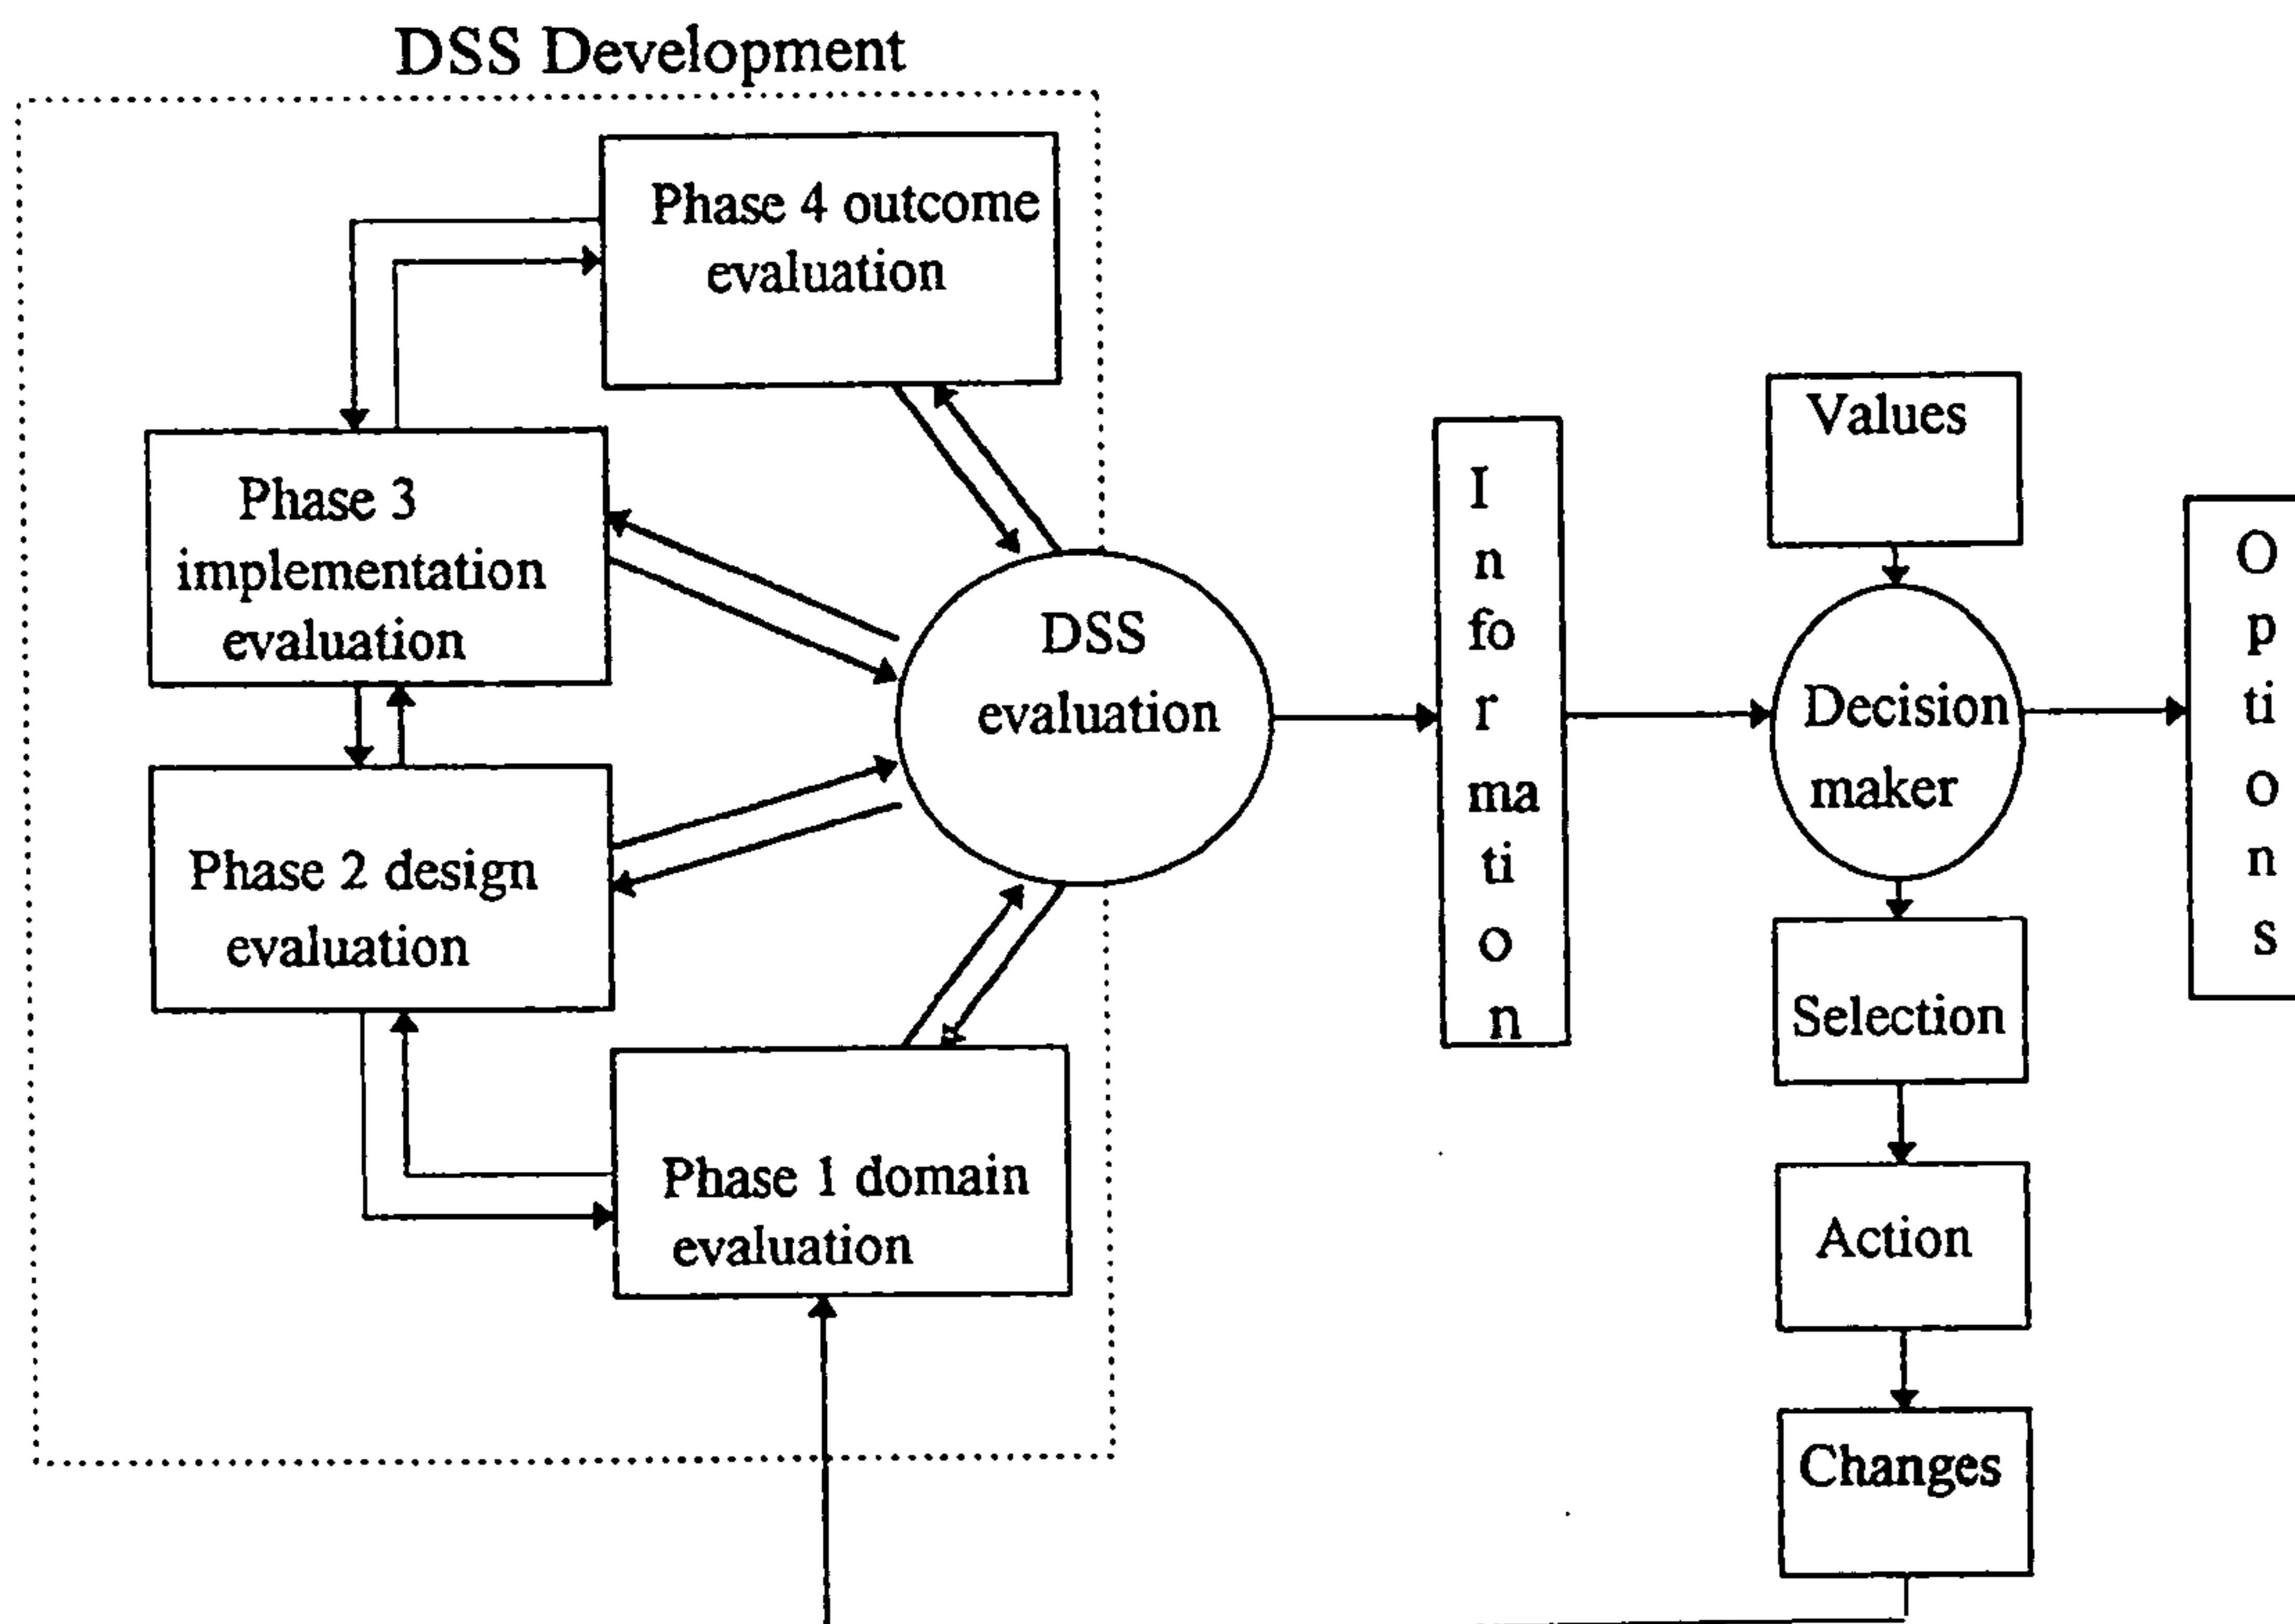 DSS Development
Phase 4 outcome
evaluation
Phase 3
implementation
evaluation
Phase 2 design
evaluation
Phase 1 domain
evaluation
DSS
evaluation
I
n
fo
r
ma
ti
o
n
Values
Decision
maker
Selection
Action
Changes
O
p
ti
o
n
s